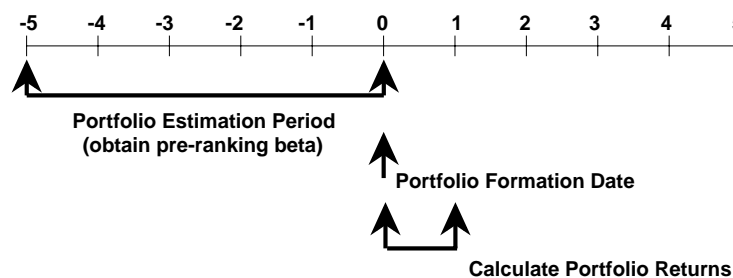 -5 -4 -3 -2 -1 0 1 2 3 4
Portfolio Estimation Period
(obtain pre-ranking beta)
Portfolio Formation Date
Calculate Portfolio Returns